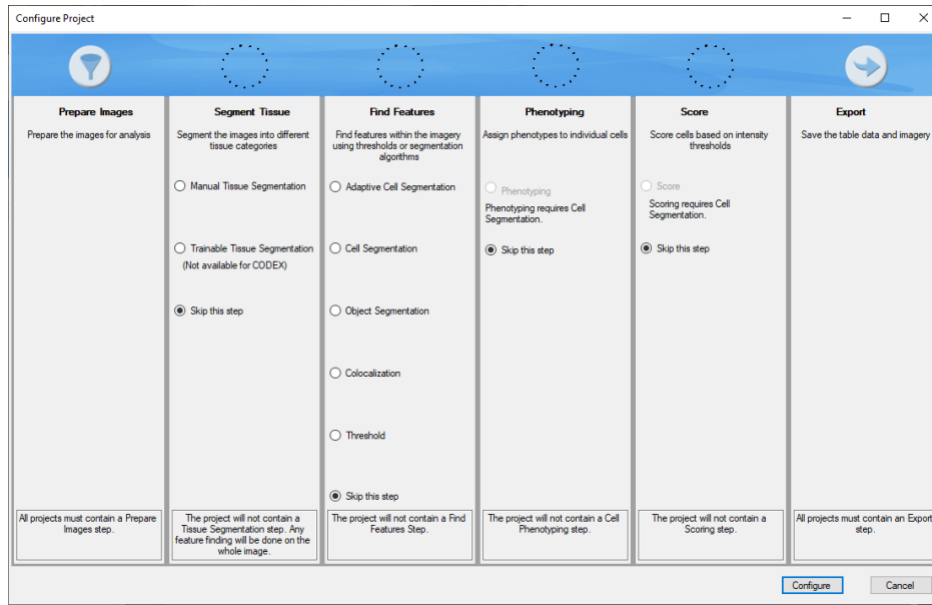 Configure Project
Prepare Images
Prepare the images for analysis
All projects must contain a Prepare
Images step.
Segment Tissue
Segment the images into different
tissue categories
Manual Tissue Segmentation
Trainable Tissue Segmentation
(Not available for CODEX)
Skip this step
The project will not contain a
Tissue Segmentation step. Any
feature finding will be done on the
whole image.
Find Features
Find features within the imagery
using thresholds or segmentation
algorithms
Adaptive Cell Segmentation
Cell Segmentation
Object Segmentation
Colocalization
Threshold
Skip this step
The project will not contain a Find
Features Step.
Phenotyping
Assign phenotypes to individual cells
Phenotyping
Phenotyping requires Cell
Segmentation.
Skip this step
The project will not contain a Cell
Phenotyping step.
Score
Score cells based on intensity
thresholds
Score
Scoring requires Cell
Segmentation.
Skip this step
The project will not contain a
Scoring step.
Export
Save the table data and imagery
All projects must contain an Export
step.
Configure
Cancel